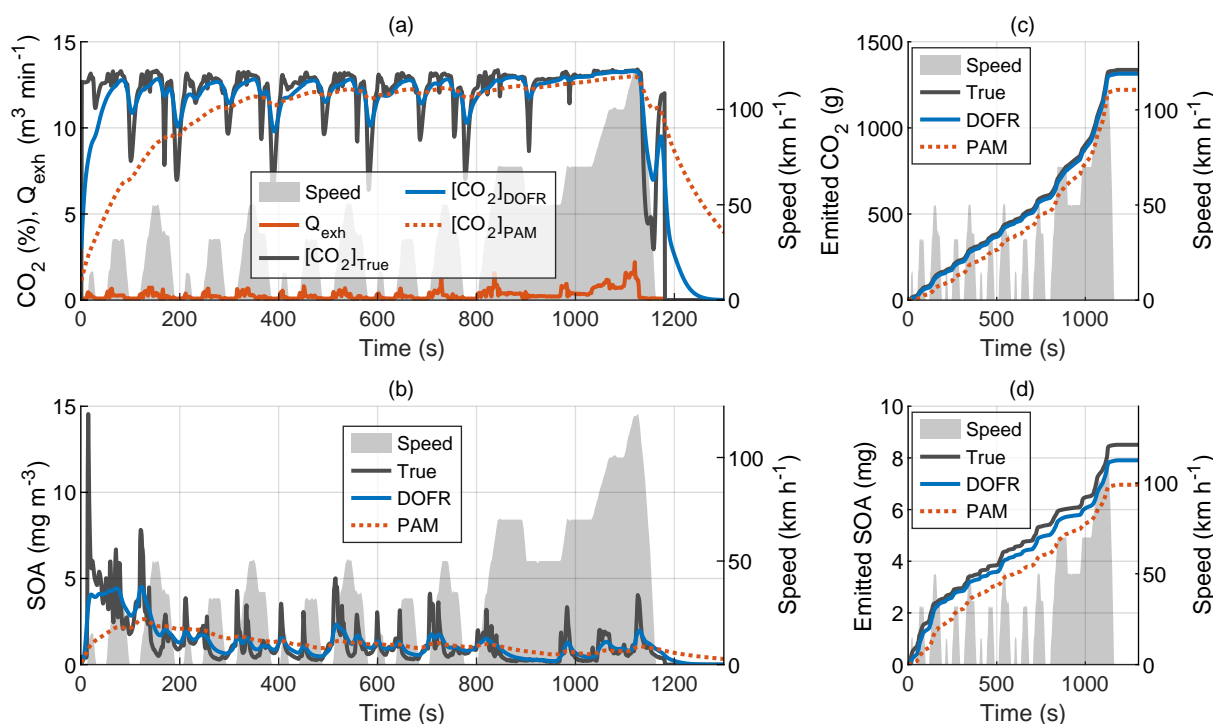 (a)
CO2 (%), Qexh (m3 min-1)
15
10
5
0
100
50
0
Speed (km h-1)
Speed
Qexh
[CO2]True
[CO2]DOFR
[CO2]PAM
0 200 400 600 800 1000 1200
Time (s)
(c)
Emitted CO2 (g)
1500
1000
500
0
100
50
0
Speed (km h-1)
Speed
True
DOFR
PAM
0 500 1000
Time (s)
(b)
SOA (mg m-3)
15
10
5
0
100
50
0
Speed (km h-1)
Speed
True
DOFR
PAM
0 200 400 600 800 1000 1200
Time (s)
(d)
Emitted SOA (mg)
10
8
6
4
2
0
100
50
0
Speed (km h-1)
Speed
True
DOFR
PAM
0 500 1000
Time (s)